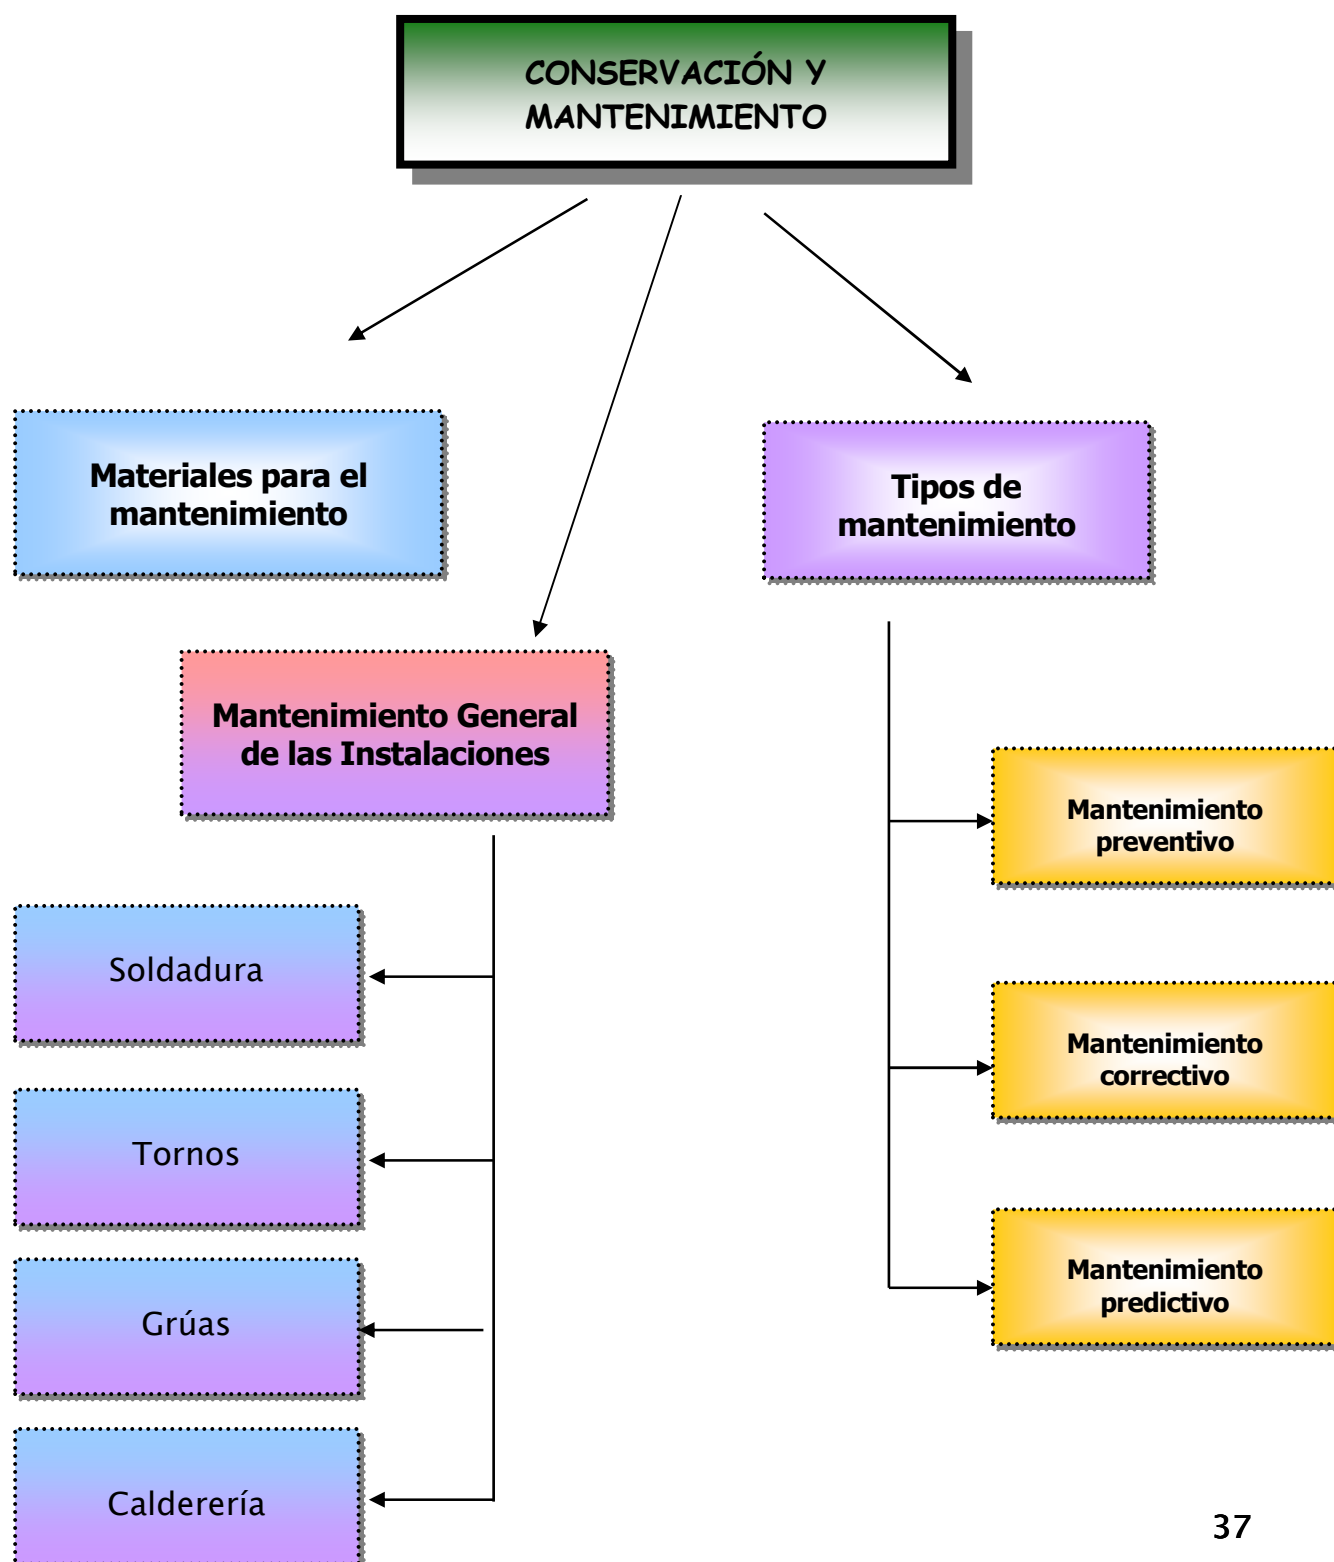 CONSERVACIÓN Y
MANTENIMIENTO
Materiales para el
mantenimiento
Tipos de
mantenimiento
Mantenimiento General
de las Instalaciones
Mantenimiento
preventivo
Soldadura
Mantenimiento
correctivo
Tornos
Mantenimiento
predictivo
Grúas
Calderería
37